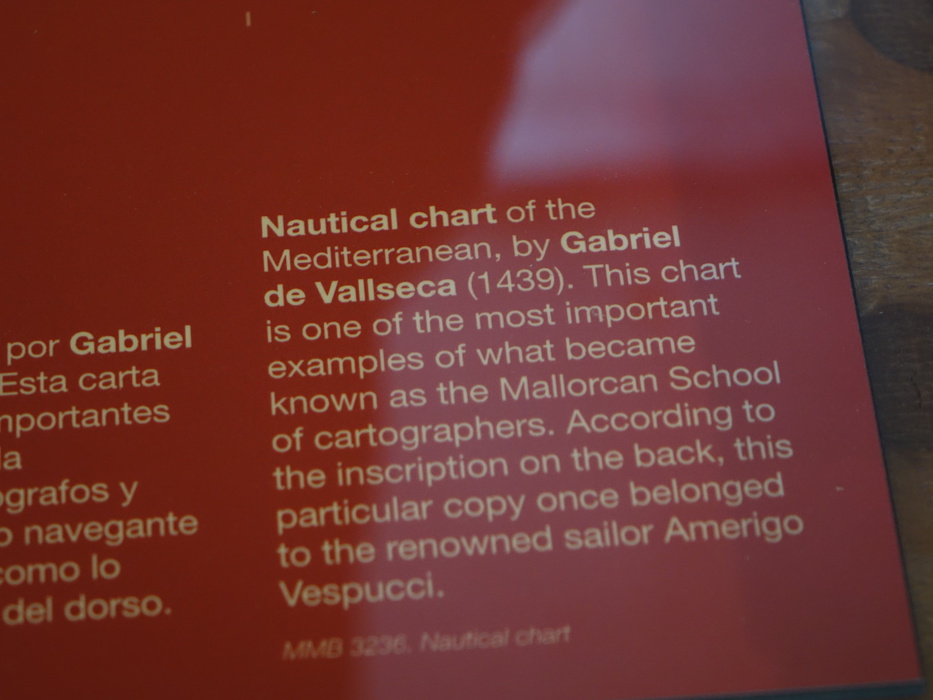 por Gabriel
Esta carta
mportantes
la
ógrafos y
o navegante
como lo
del dorso.
Nautical chart of the
Mediterranean, by Gabriel
de Vallseca (1439). This chart
is one of the most important
examples of what became
known as the Mallorcan School
of cartographers. According to
the inscription on the back, this
particular copy once belonged
to the renowned sailor Amerigo
Vespucci.
MMB 3236. Nautical chart